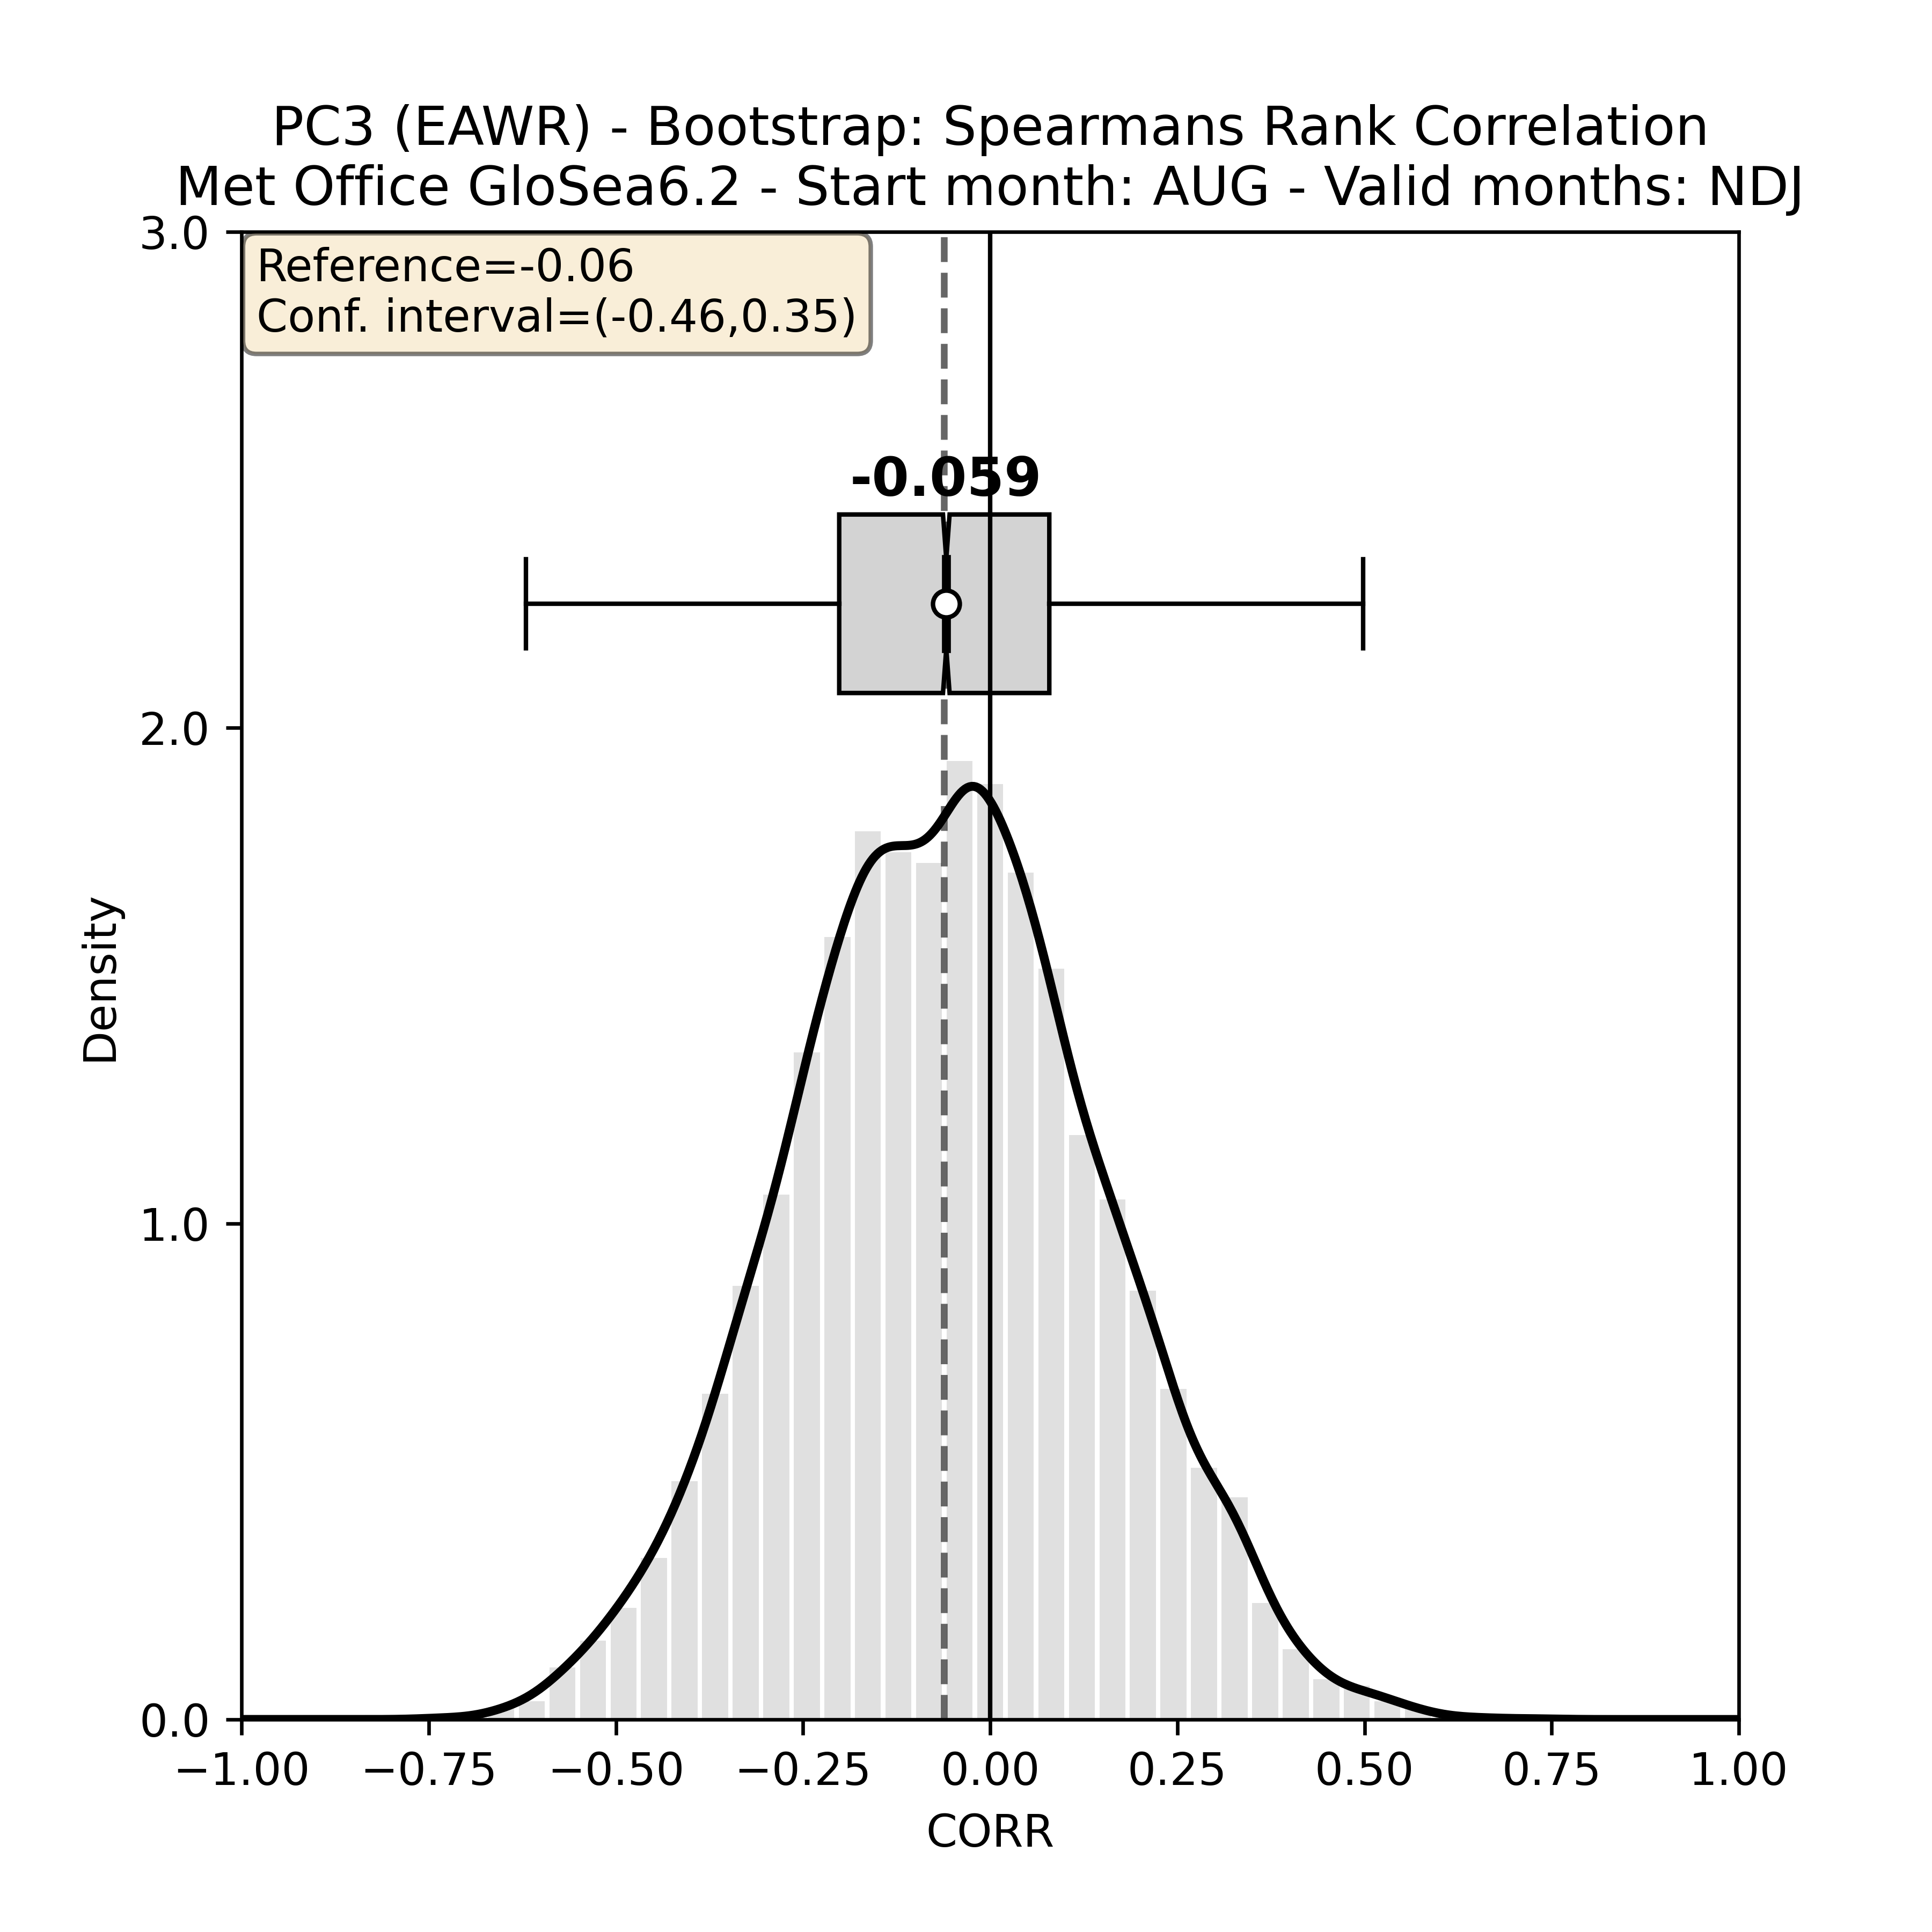 PC3 (EAWR) - Bootstrap: Spearmans Rank Correlation
Met Office GloSea6.2 - Start month: AUG - Valid months: NDJ
3.0
Reference=-0.06
Conf. interval=(-0.46,0.35)
-0.059
2.0
Density
1.0
0.0
−1.00 −0.75 −0.50 −0.25 0.00 0.25 0.50 0.75 1.00
CORR